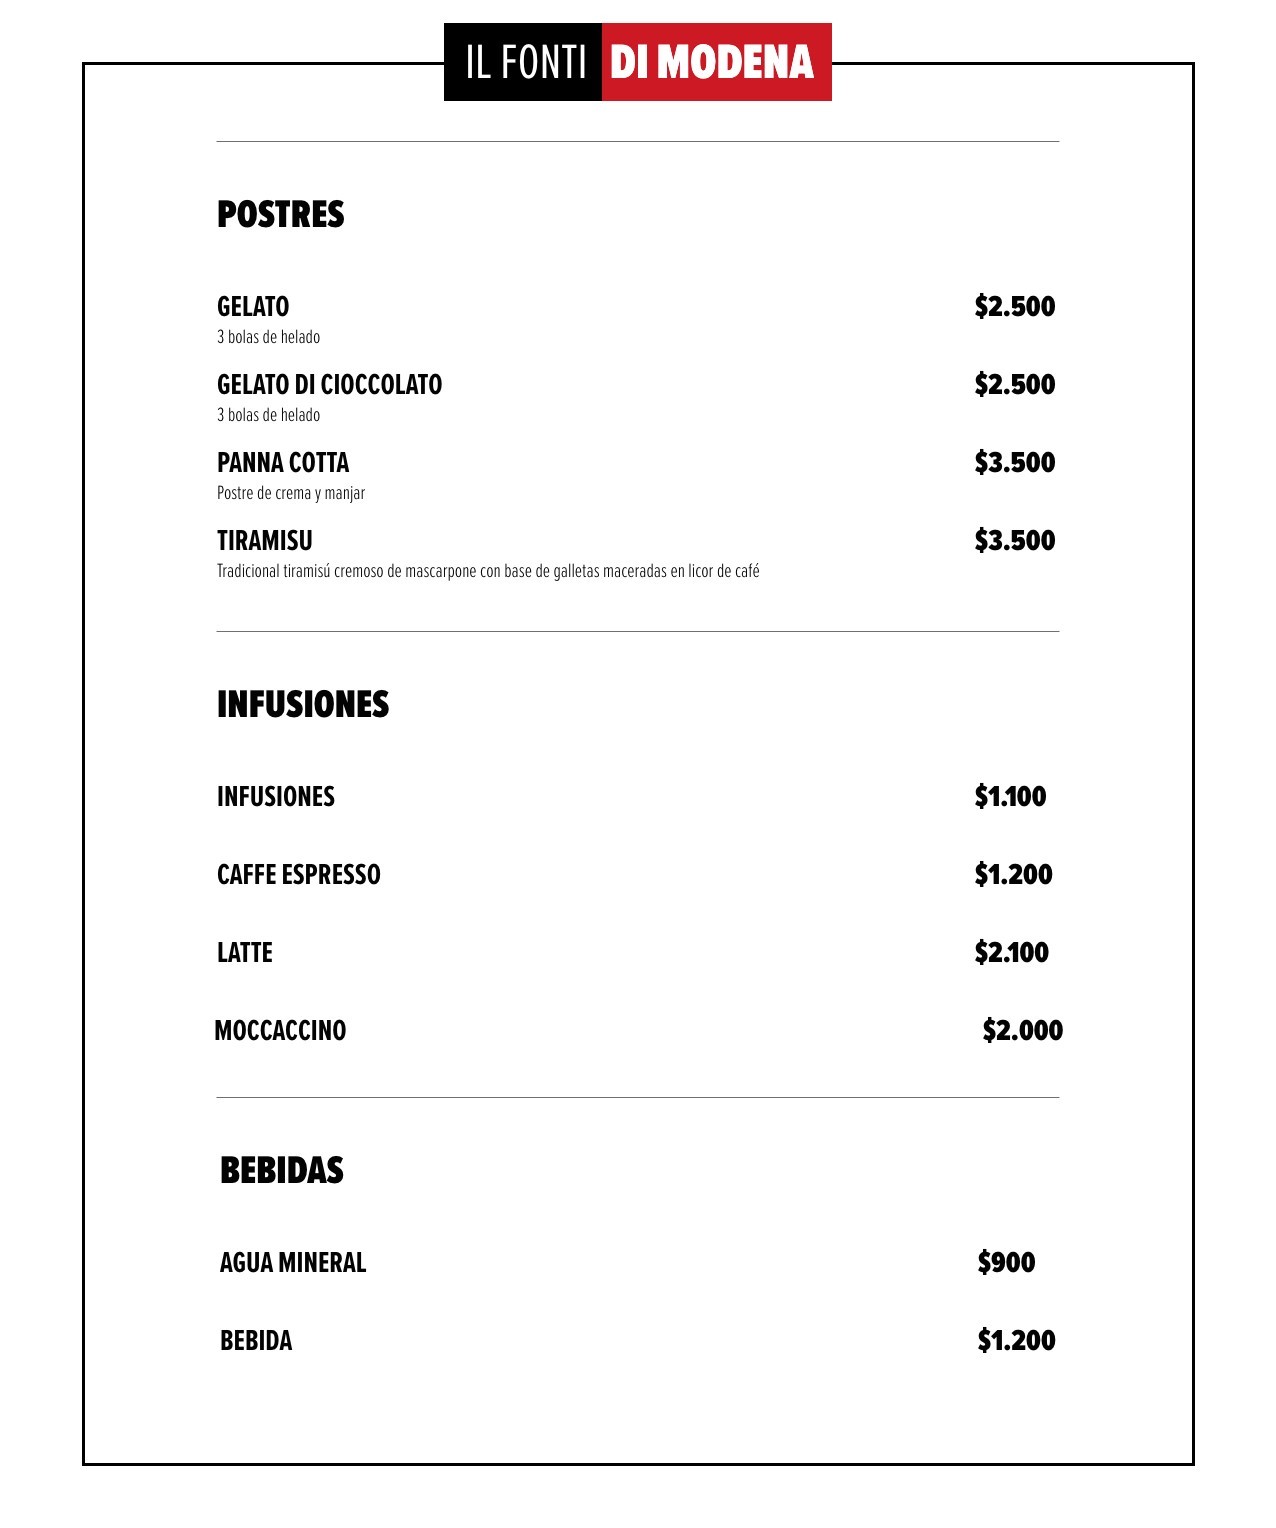 IL FONTI DI MODENA
POSTRES
GELATO $2.500
3 bolas de helado
GELATO DI CIOCCOLATO $2.500
3 bolas de helado
PANNA COTTA $3.500
Postre de crema y manjar
TIRAMISU $3.500
Tradicional tiramisú cremoso de mascarpone con base de galletas maceradas en licor de café
INFUSIONES
INFUSIONES $1.100
CAFFE ESPRESSO $1.200
LATTE $2.100
MOCCACCINO $2.000
BEBIDAS
AGUA MINERAL $900
BEBIDA $1.200